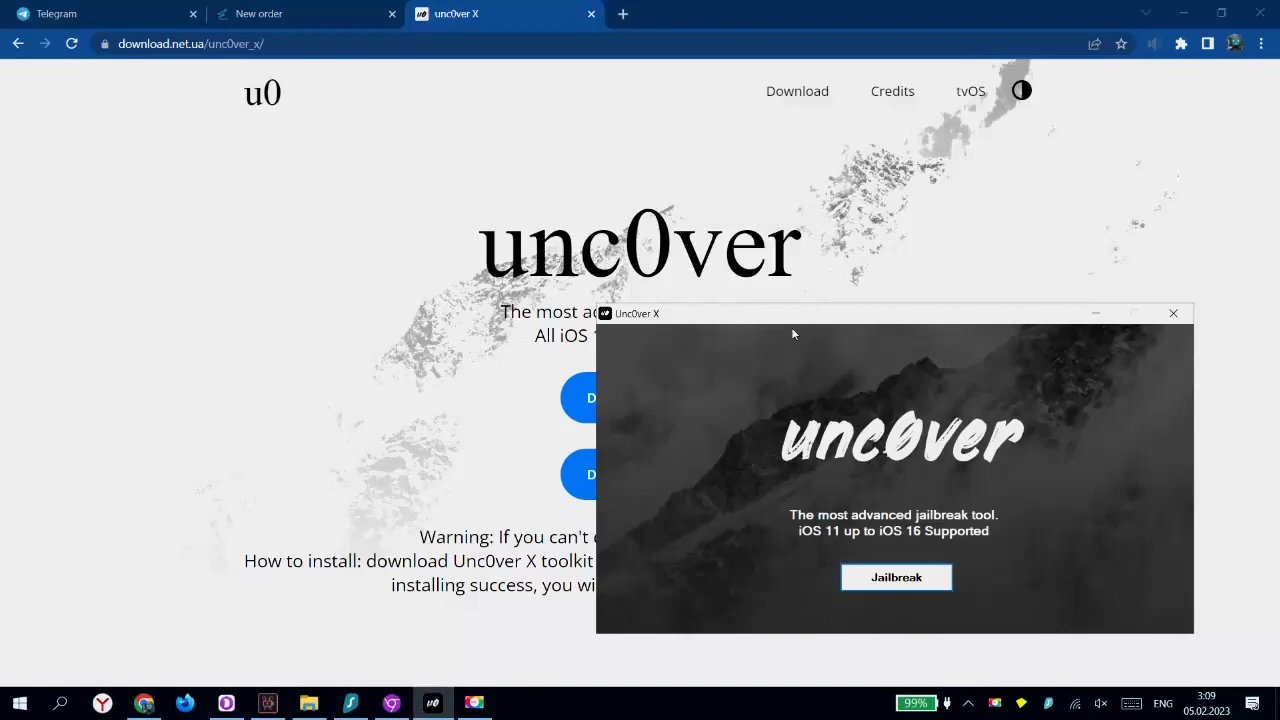 Telegram
New order
unc0ver X
download.net.ua/unc0ver_x/
u0
Download
Credits
tvOS
unc0ver
The most ad
All iOS
D
D
Warning: If you can't
How to install: download Unc0ver X toolkit
installing success, you wi
Unc0ver X
unc0ver
The most advanced jailbreak tool.
iOS 11 up to iOS 16 Supported
Jailbreak
u0
99%
ENG
3:09
05.02.2023